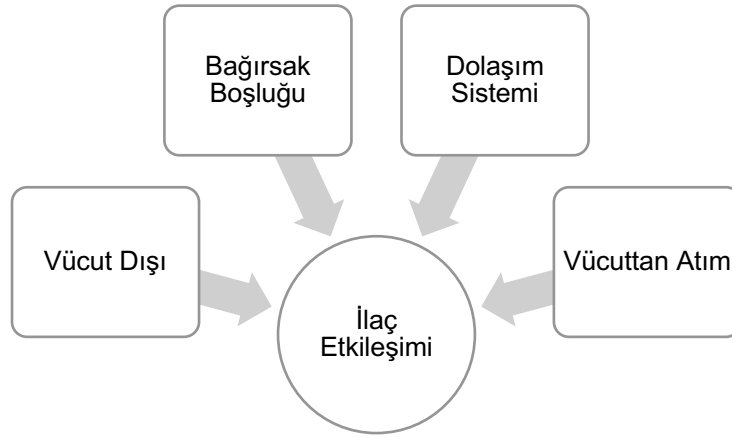 Bağırsak
Boşluğu
Dolaşım
Sistemi
Vücut Dışı
Vücuttan Atım
İlaç
Etkileşimi